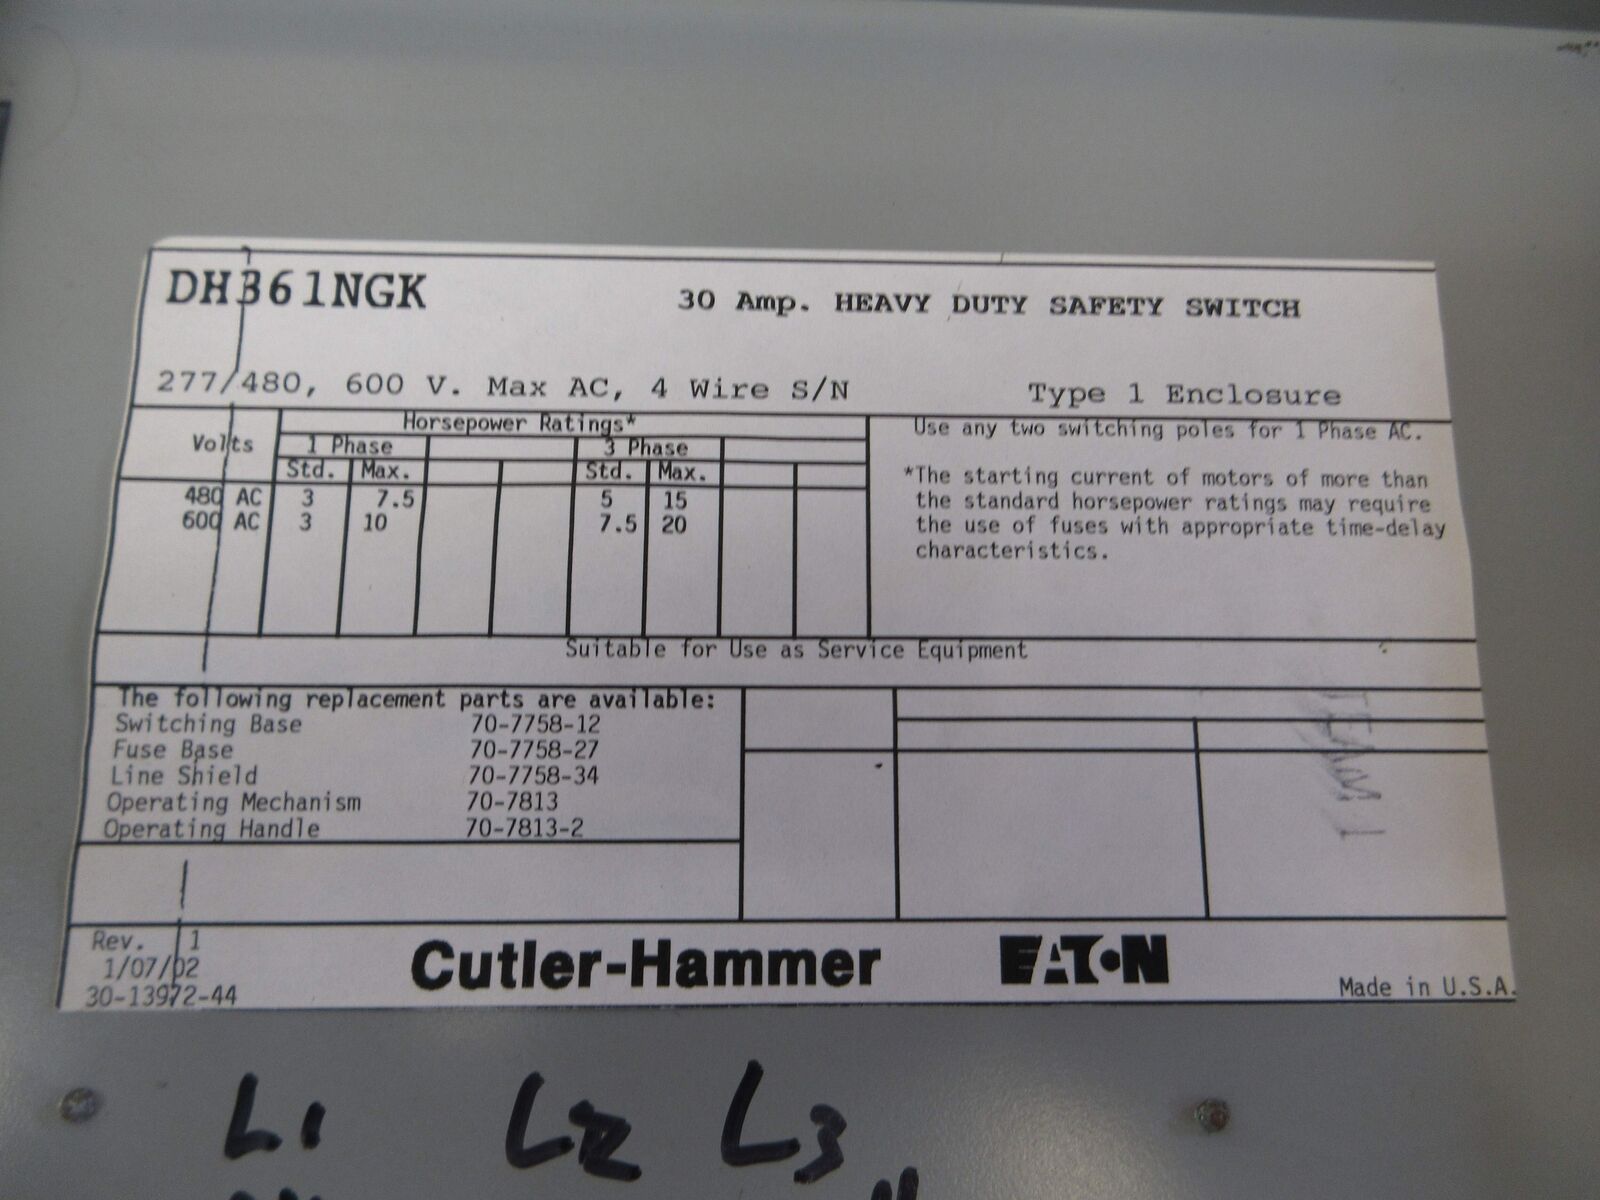 DH361NGK 30 Amp. HEAVY DUTY SAFETY SWITCH
277/480, 600 V. Max AC, 4 Wire S/N Type 1 Enclosure
Volts
Horsepower Ratings*
1 Phase 3 Phase
Std. Max. Std. Max.
480 AC 3 7.5 5 15
600 AC 3 10 7.5 20
Use any two switching poles for 1 Phase AC.
*The starting current of motors of more than
the standard horsepower ratings may require
the use of fuses with appropriate time-delay
characteristics.
Suitable for Use as Service Equipment
The following replacement parts are available:
Switching Base 70-7758-12
Fuse Base 70-7758-27
Line Shield 70-7758-34
Operating Mechanism 70-7813
Operating Handle 70-7813-2
TEAM 1
Rev. 1
1/07/02
30-13972-44
Cutler-Hammer
EATON
Made in U.S.A.
L1 L2 L3